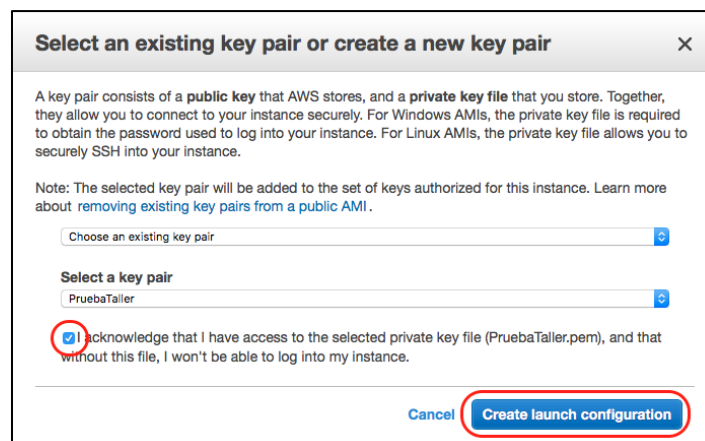 Select an existing key pair or create a new key pair
A key pair consists of a public key that AWS stores, and a private key file that you store. Together,
they allow you to connect to your instance securely. For Windows AMIs, the private key file is required
to obtain the password used to log into your instance. For Linux AMIs, the private key file allows you to
securely SSH into your instance.
Note: The selected key pair will be added to the set of keys authorized for this instance. Learn more
about removing existing key pairs from a public AMI .
Choose an existing key pair
Select a key pair
PruebaTaller
I acknowledge that I have access to the selected private key file (PruebaTaller.pem), and that
without this file, I won't be able to log into my instance.
Cancel Create launch configuration